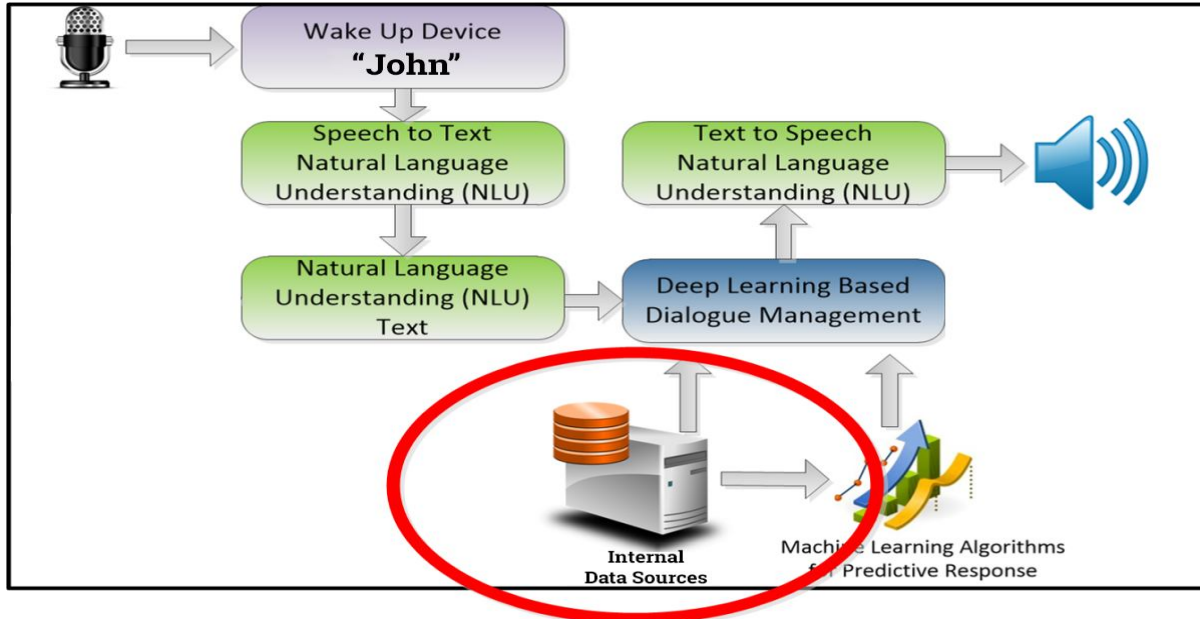 Wake Up Device
“John”
Speech to Text
Natural Language
Understanding (NLU)
Text to Speech
Natural Language
Understanding (NLU)
Natural Language
Understanding (NLU)
Text
Deep Learning Based
Dialogue Management
Internal
Data Sources
Machine Learning Algorithms
for Predictive Response